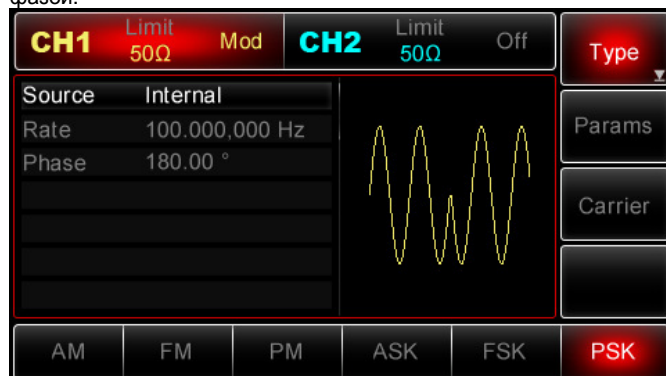 фазой.
CH1 Limit 50Ω Mod CH2 Limit 50Ω Off
Type
Source Internal
Rate 100.000,000 Hz
Phase 180.00 °
Params
Carrier
AM FM PM ASK FSK PSK